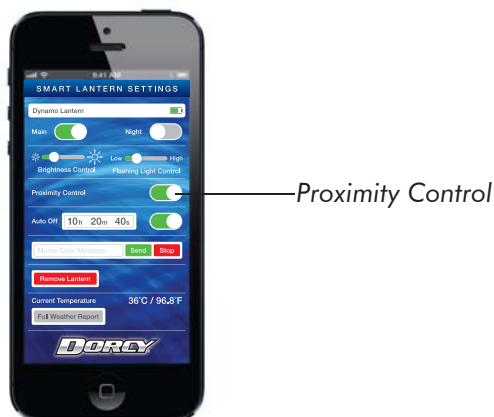 9:41 AM
SMART LANTERN SETTINGS
Dynamo Lantern
Main Night
Low High
Brightness Control Flashing Light Control
Proximity Control
Proximity Control
Auto Off 10h 20m 40s
Morse Code Message Send Stop
Remove Lantern
Current Temperature 36°C / 96.8°F
Full Weather Report
DORCY